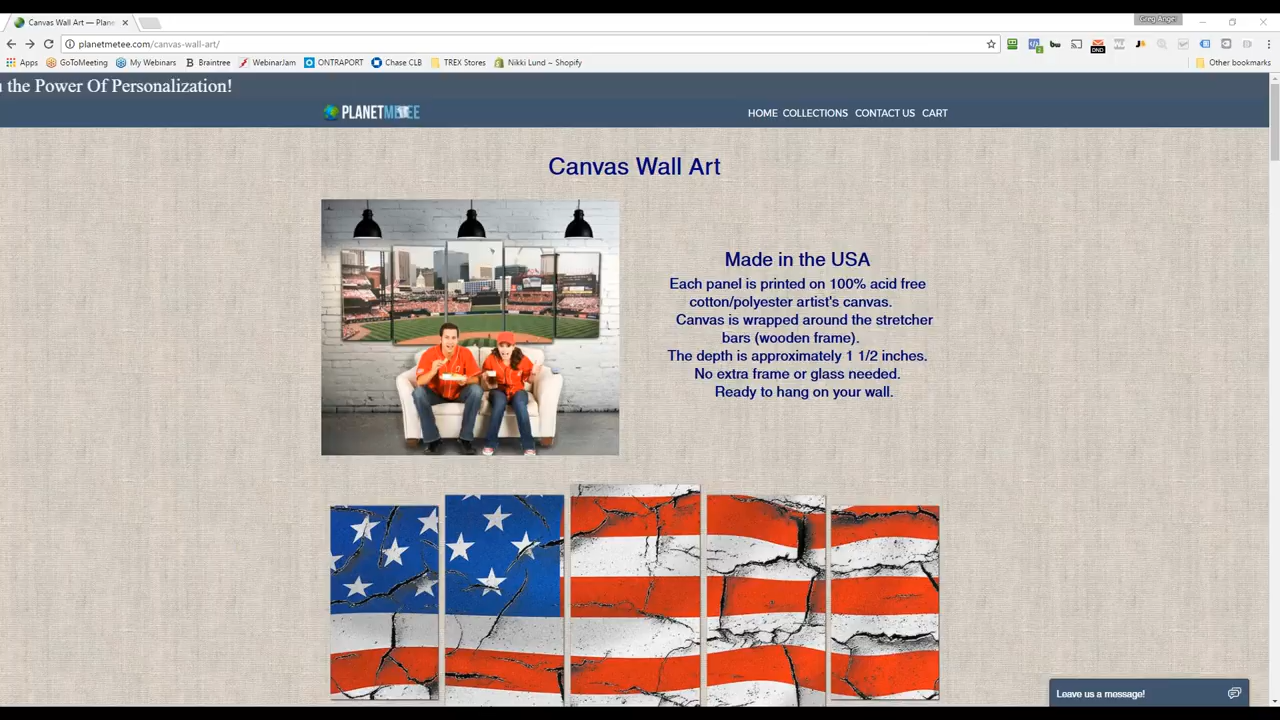 Greg Anger
Canvas Wall Art — Plane
planetmetee.com/canvas-wall-art/
DND
Apps GoToMeeting My Webinars Braintree WebinarJam ONTRAPORT Chase CLB TREX Stores Nikki Lund – Shopify Other bookmarks
the Power Of Personalization!
PLANETMETEE
HOME COLLECTIONS CONTACT US CART
Canvas Wall Art
Made in the USA
Each panel is printed on 100% acid free
cotton/polyester artist's canvas.
Canvas is wrapped around the stretcher
bars (wooden frame).
The depth is approximately 1 1/2 inches.
No extra frame or glass needed.
Ready to hang on your wall.
Leave us a message!